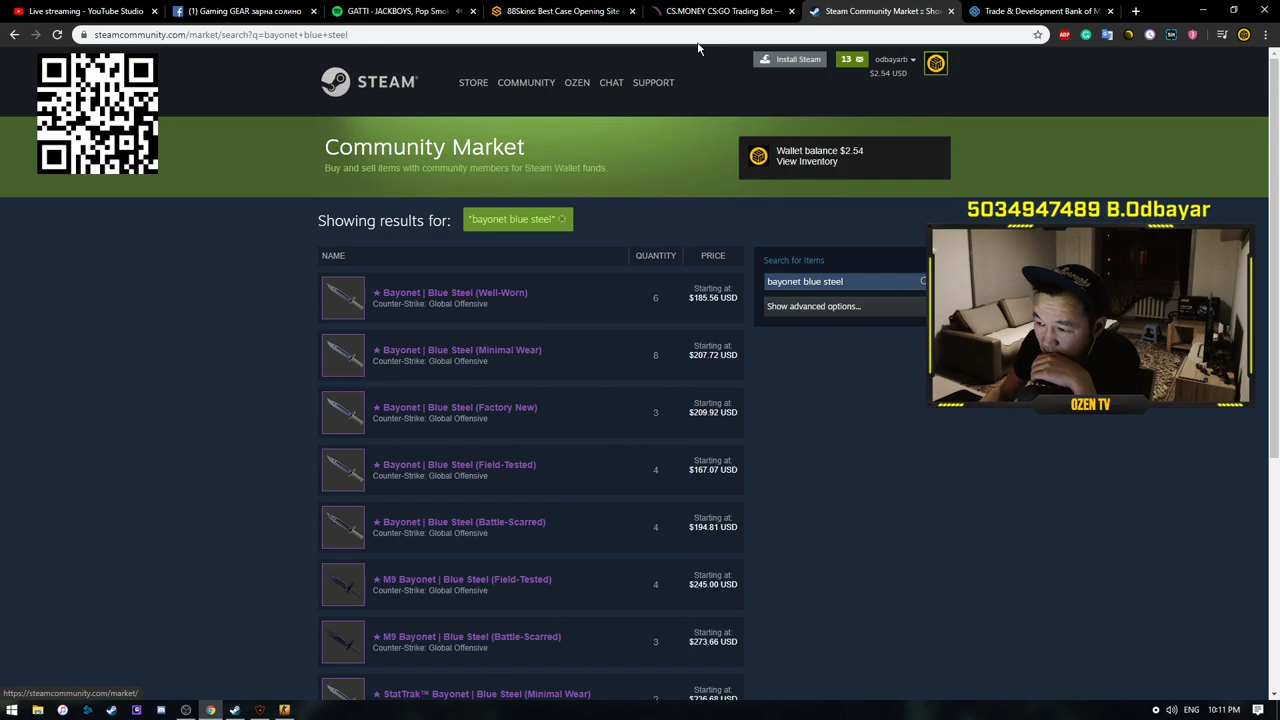 Live streaming - YouTube Studio
(1) Gaming караоке
GATTI - JACKBOYS, Pop Smok
88Skins: Best Case Opening Site
CS.MONEY CS:GO Trading Bot —
Steam Community Market :: Sho
Trade & Development Bank of M
steamcommunity.com/market/search?q=bayonet+blue+steel
STEAM
STORE COMMUNITY OZEN CHAT SUPPORT
Install Steam
13
odbayarb
$2.54 USD
Community Market
Buy and sell items with community members for Steam Wallet funds.
Wallet balance $2.54
View Inventory
Showing results for: "bayonet blue steel"
5034947489 B.Odbayar
NAME QUANTITY PRICE
★ Bayonet | Blue Steel (Well-Worn)
Counter-Strike: Global Offensive
6
Starting at:
$185.56 USD
★ Bayonet | Blue Steel (Minimal Wear)
Counter-Strike: Global Offensive
8
Starting at:
$207.72 USD
★ Bayonet | Blue Steel (Factory New)
Counter-Strike: Global Offensive
3
Starting at:
$209.92 USD
★ Bayonet | Blue Steel (Field-Tested)
Counter-Strike: Global Offensive
4
Starting at:
$167.07 USD
★ Bayonet | Blue Steel (Battle-Scarred)
Counter-Strike: Global Offensive
4
Starting at:
$194.81 USD
★ M9 Bayonet | Blue Steel (Field-Tested)
Counter-Strike: Global Offensive
4
Starting at:
$245.00 USD
★ M9 Bayonet | Blue Steel (Battle-Scarred)
Counter-Strike: Global Offensive
3
Starting at:
$273.66 USD
★ StatTrak™ Bayonet | Blue Steel (Minimal Wear)
Starting at:
$236.68 USD
Search for Items
bayonet blue steel
Show advanced options...
OZEN TV
https://steamcommunity.com/market/
ENG
10:11 PM